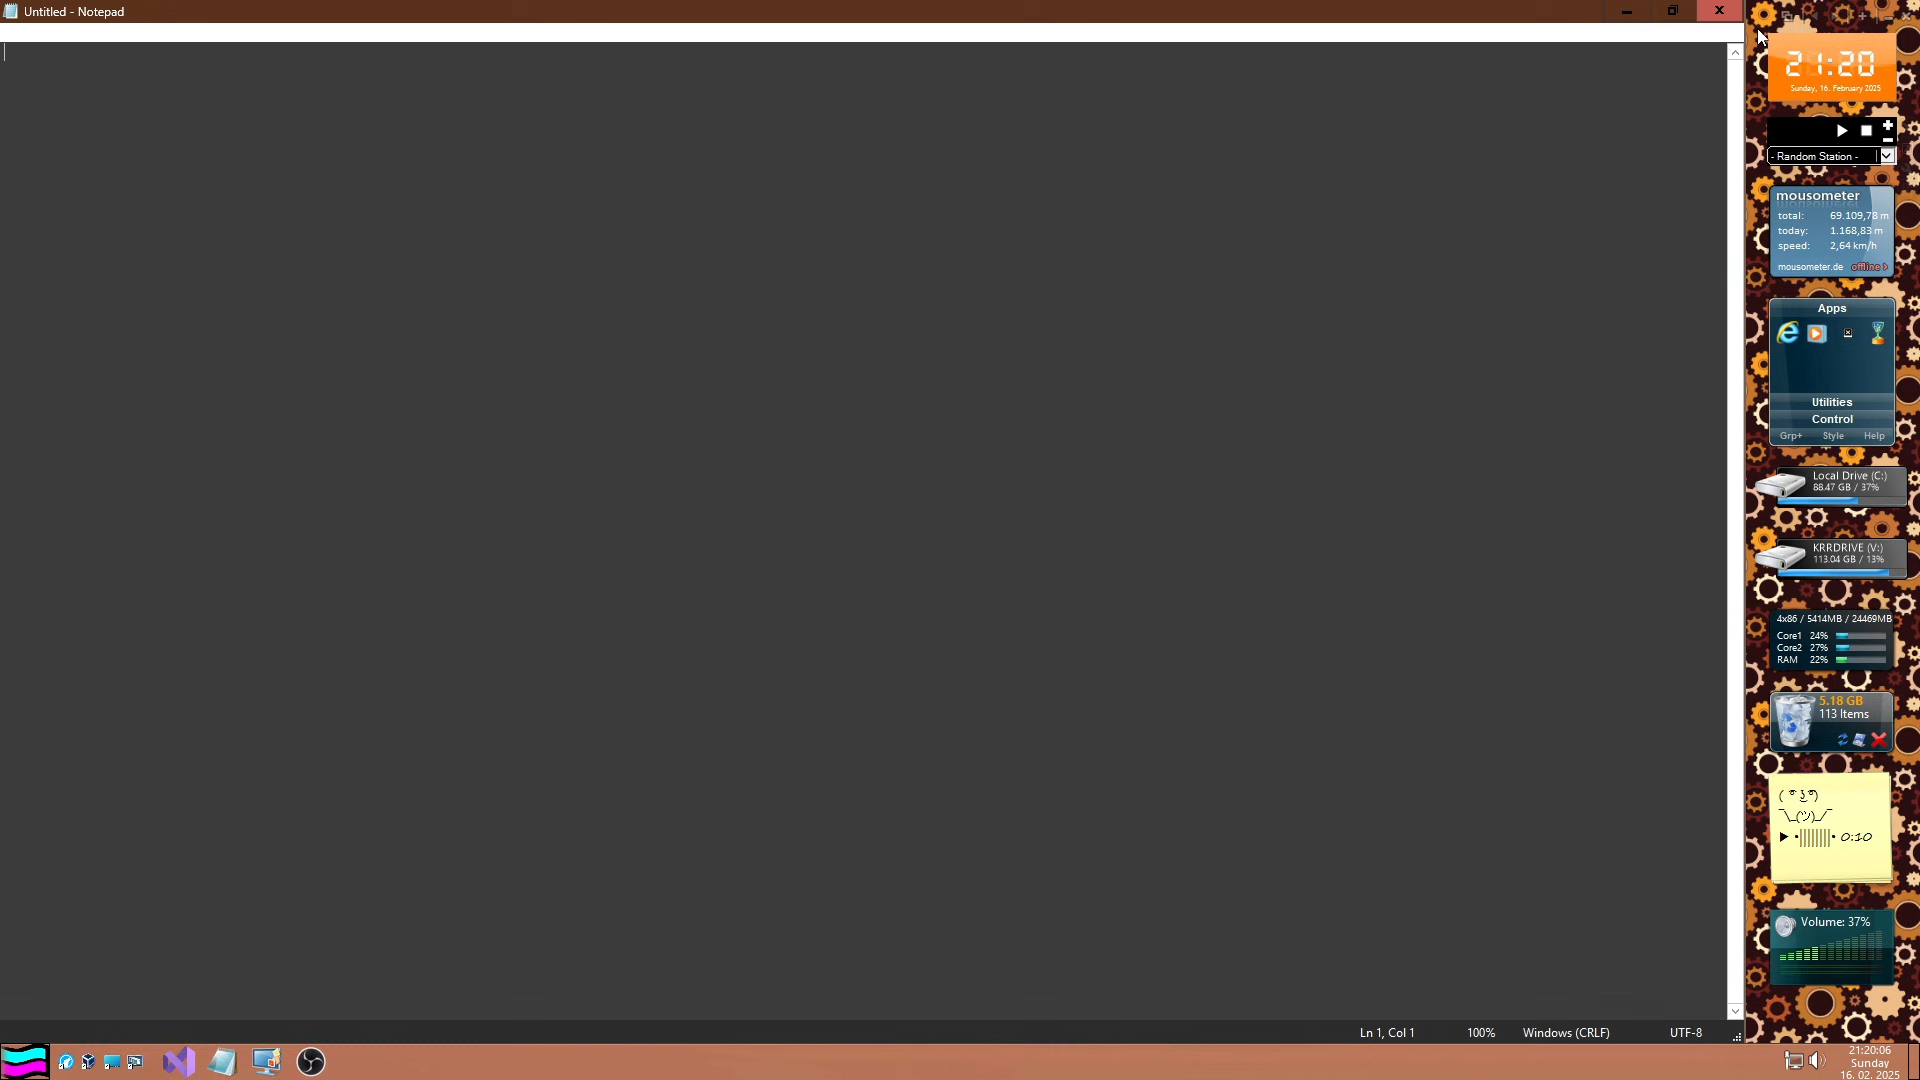 Untitled - Notepad
21:20
Sunday, 16. February 2025
- Random Station -
mousometer
total: 69.109,78 m
today: 1.168,83 m
speed: 2,64 km/h
mousometer.de offline >
Apps
Utilities
Control
Grp+ Style Help
Local Drive (C:)
88.47 GB / 37%
KRRDRIVE (V:)
113.04 GB / 13%
4x86 / 5414MB / 24469MB
Core1 24%
Core2 27%
RAM 22%
5.18 GB
113 Items
( ͡° ͜ʖ ͡°)
¯\_(ツ)_/¯
▶ •||||||||• 0:10
Volume: 37%
Ln 1, Col 1 100% Windows (CRLF) UTF-8
21:20:06
Sunday
16. 02. 2025